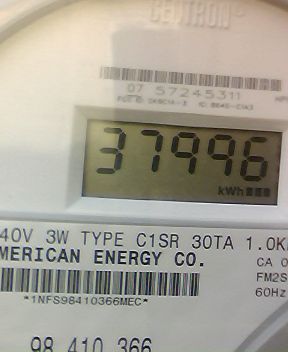 CENTRON
07 57245311
37996
kWh
40V 3W TYPE C1SR 30TA 1.0K
MERICAN ENERGY CO.
CA 0
FM2S
60Hz
*1NFS98410366MEC*
98 410 366